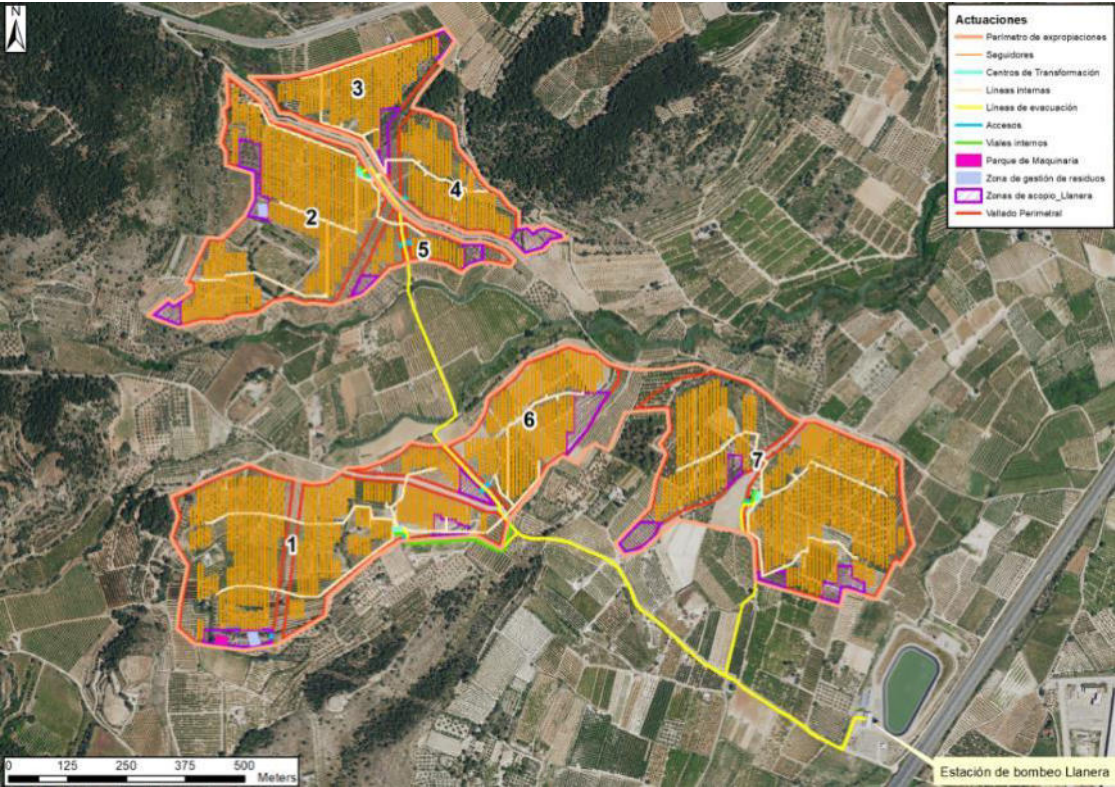 N
Actuaciones
Perímetro de expropiaciones
Seguidores
Centros de Transformación
Líneas internas
Líneas de evacuación
Accesos
Viales internos
Parque de Maquinaria
Zona de gestión de residuos
Zonas de acopio_Llanera
Vallado Perimetral
3
4
2
5
6
7
1
0 125 250 375 500
Meters
Estación de bombeo Llanera